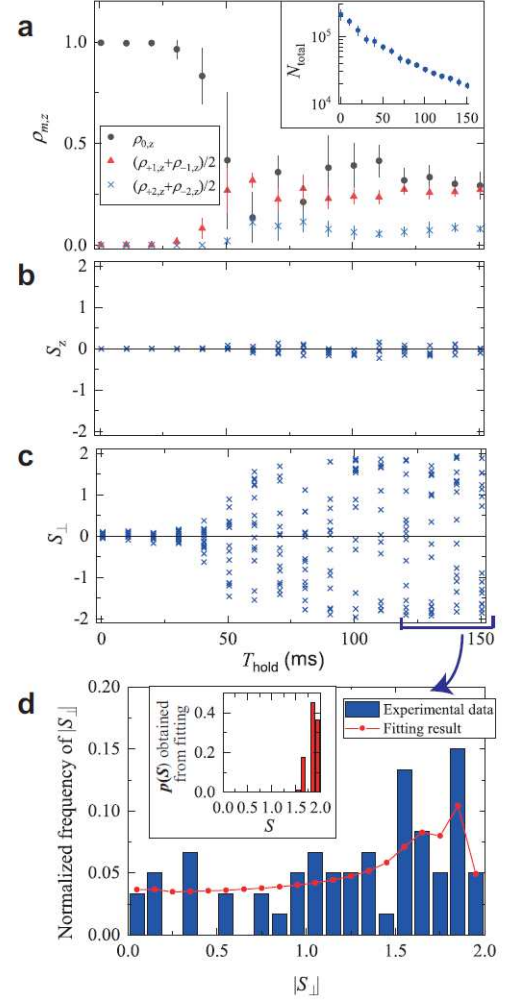 a
1.0
0.5
0.0
ρm,z
ρ0,z
(ρ+1,z+ρ−1,z)/2
(ρ+2,z+ρ−2,z)/2
Ntotal
10^5
10^4
0 50 100 150
b
2
1
0
-1
-2
Sz
c
2
1
0
-1
-2
S⊥
0 50 100 150
Thold (ms)
d
0.20
0.15
0.10
0.05
0.00
Normalized frequency of |S⊥|
p(S) obtained
from fitting
0.4
0.2
0.0
0.0 0.5 1.0 1.5 2.0
S
Experimental data
Fitting result
0.0 0.5 1.0 1.5 2.0
|S⊥|